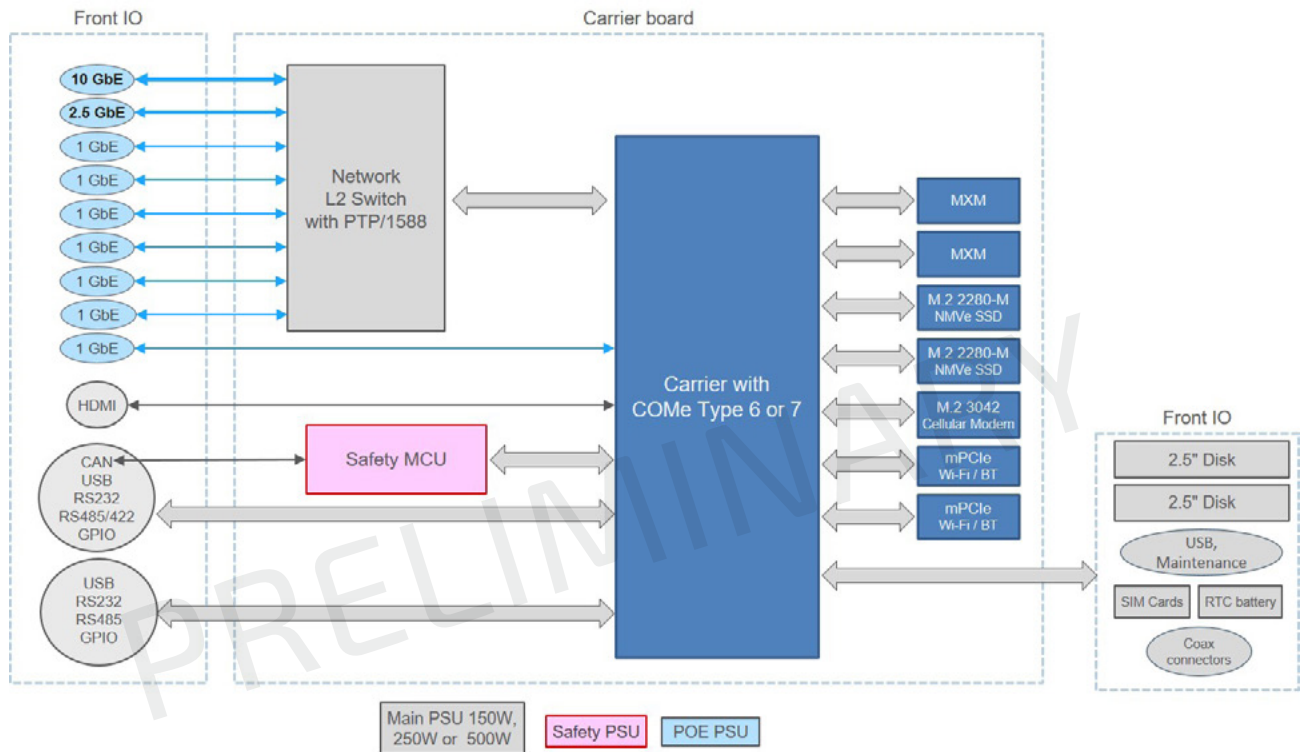 Front IO
Carrier board
10 GbE
2.5 GbE
1 GbE
1 GbE
1 GbE
1 GbE
1 GbE
1 GbE
1 GbE
HDMI
CAN
USB
RS232
RS485/422
GPIO
USB
RS232
RS485
GPIO
Network
L2 Switch
with PTP/1588
Safety MCU
Carrier with
COMe Type 6 or 7
MXM
MXM
M.2 2280-M
NMVe SSD
M.2 2280-M
NMVe SSD
M.2 3042
Cellular Modem
mPCIe
Wi-Fi / BT
mPCIe
Wi-Fi / BT
Front IO
2.5" Disk
2.5" Disk
USB,
Maintenance
SIM Cards
RTC battery
Coax
connectors
PRELIMINARY
Main PSU 150W,
250W or 500W
Safety PSU
POE PSU